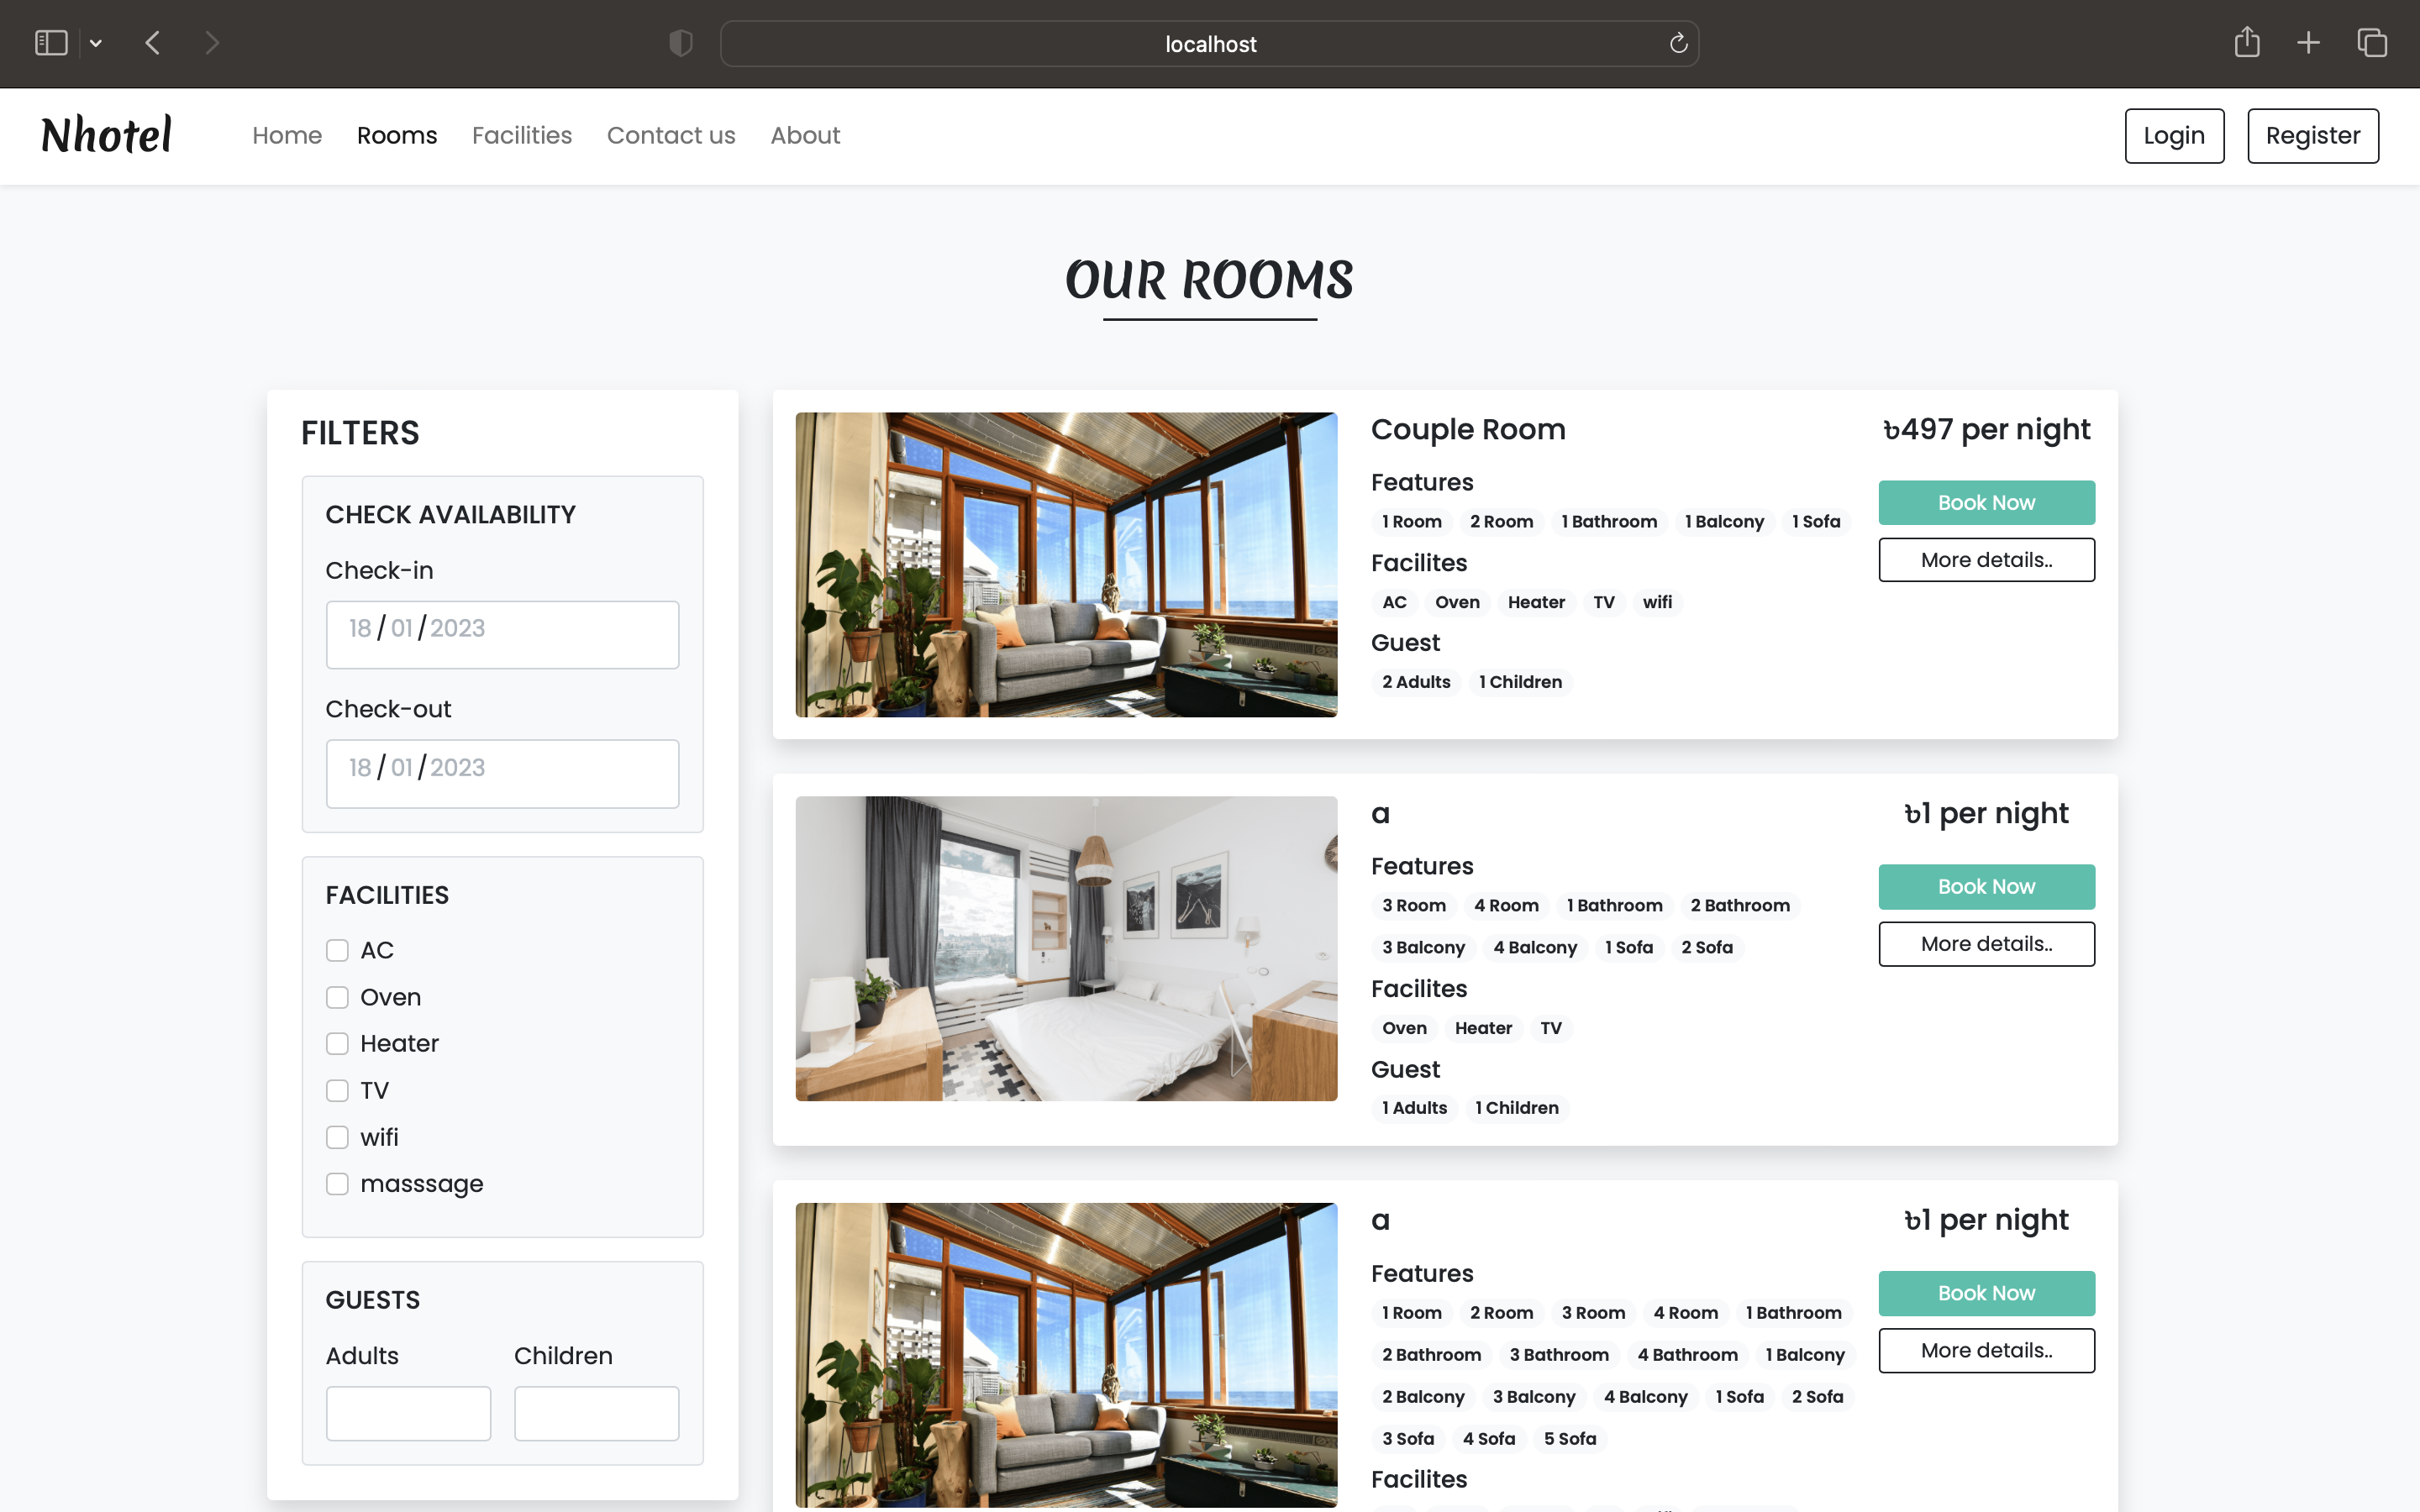 localhost
Nhotel Home Rooms Facilities Contact us About Login Register
OUR ROOMS
FILTERS
CHECK AVAILABILITY
Check-in
18/01/2023
Check-out
18/01/2023
FACILITIES
AC
Oven
Heater
TV
wifi
masssage
GUESTS
Adults Children
Couple Room
৳497 per night
Features
1 Room 2 Room 1 Bathroom 1 Balcony 1 Sofa
Facilites
AC Oven Heater TV wifi
Guest
2 Adults 1 Children
Book Now
More details..
a
৳1 per night
Features
3 Room 4 Room 1 Bathroom 2 Bathroom
3 Balcony 4 Balcony 1 Sofa 2 Sofa
Facilites
Oven Heater TV
Guest
1 Adults 1 Children
Book Now
More details..
a
৳1 per night
Features
1 Room 2 Room 3 Room 4 Room 1 Bathroom
2 Bathroom 3 Bathroom 4 Bathroom 1 Balcony
2 Balcony 3 Balcony 4 Balcony 1 Sofa 2 Sofa
3 Sofa 4 Sofa 5 Sofa
Facilites
Book Now
More details..